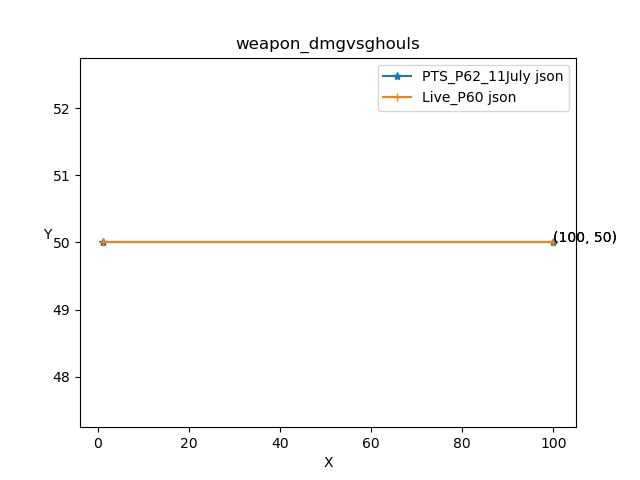 weapon_dmgvsghouls
PTS_P62_11July json
Live_P60 json
52
51
50
49
48
Y
(100, 50)
0 20 40 60 80 100
X